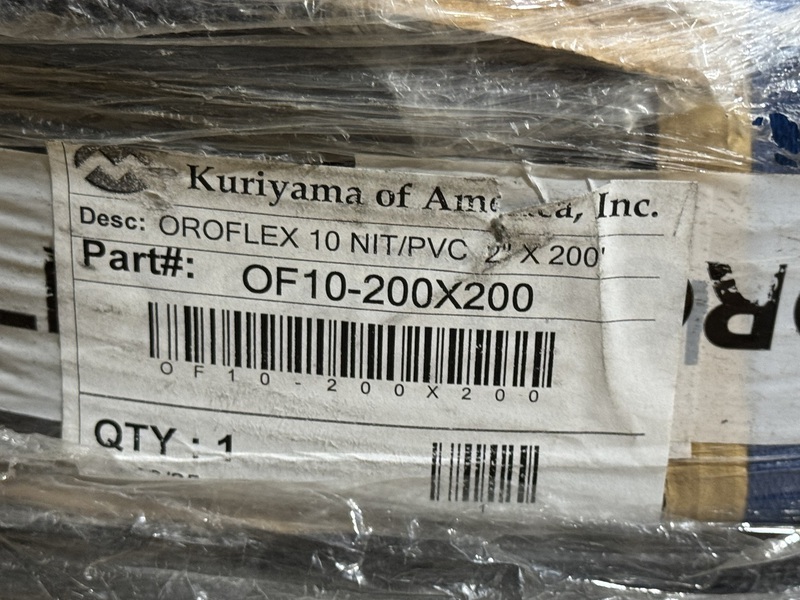 Kuriyama of America, Inc.
Desc: OROFLEX 10 NIT/PVC 2" X 200'
Part#: OF10-200X200
OF10-200X200
QTY : 1